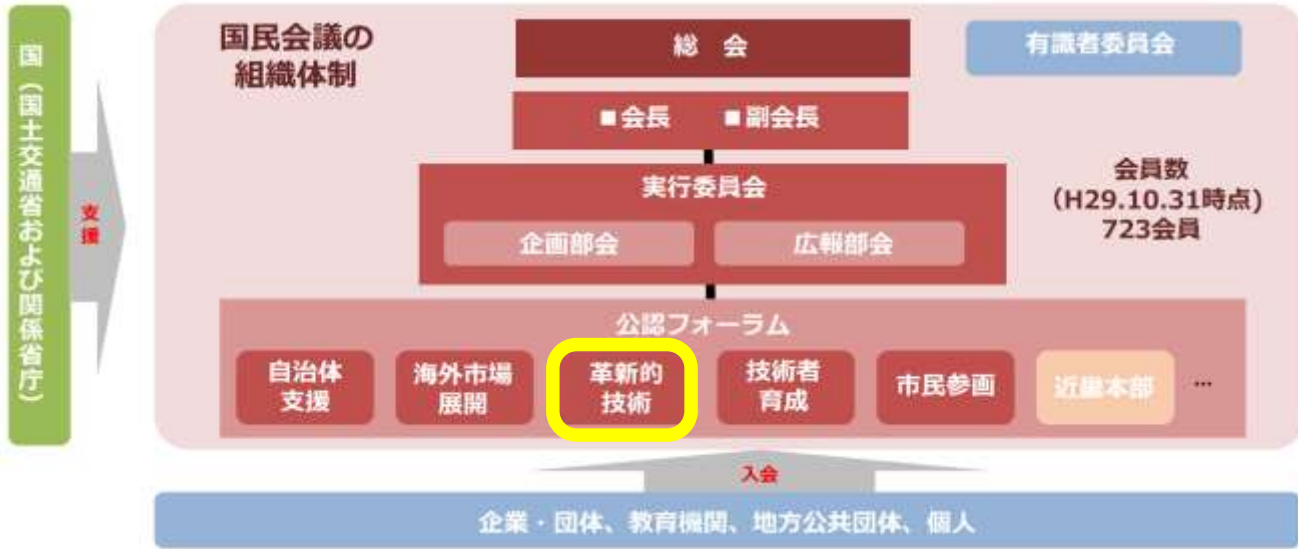 国民会議の
組織体制
総 会
有識者委員会
■会長 ■副会長
国（国土交通省および関係省庁）
支援
実行委員会
企画部会 広報部会
会員数
（H29.10.31時点)
723会員
公認フォーラム
自治体
支援
海外市場
展開
革新的
技術
技術者
育成
市民参画
近畿本部
…
入会
企業・団体、教育機関、地方公共団体、個人